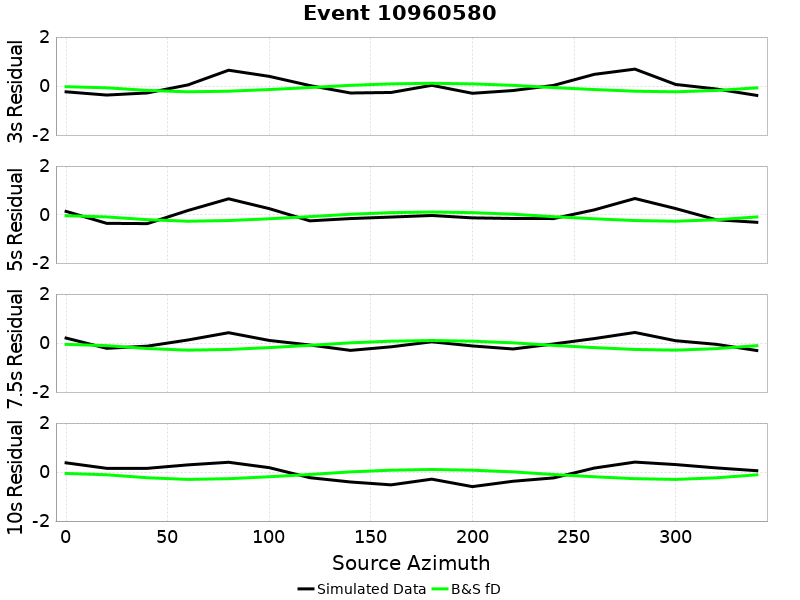 Event 10960580
3s Residual
2
0
-2
5s Residual
2
0
-2
7.5s Residual
2
0
-2
10s Residual
2
0
-2
0 50 100 150 200 250 300
Source Azimuth
Simulated Data B&S fD